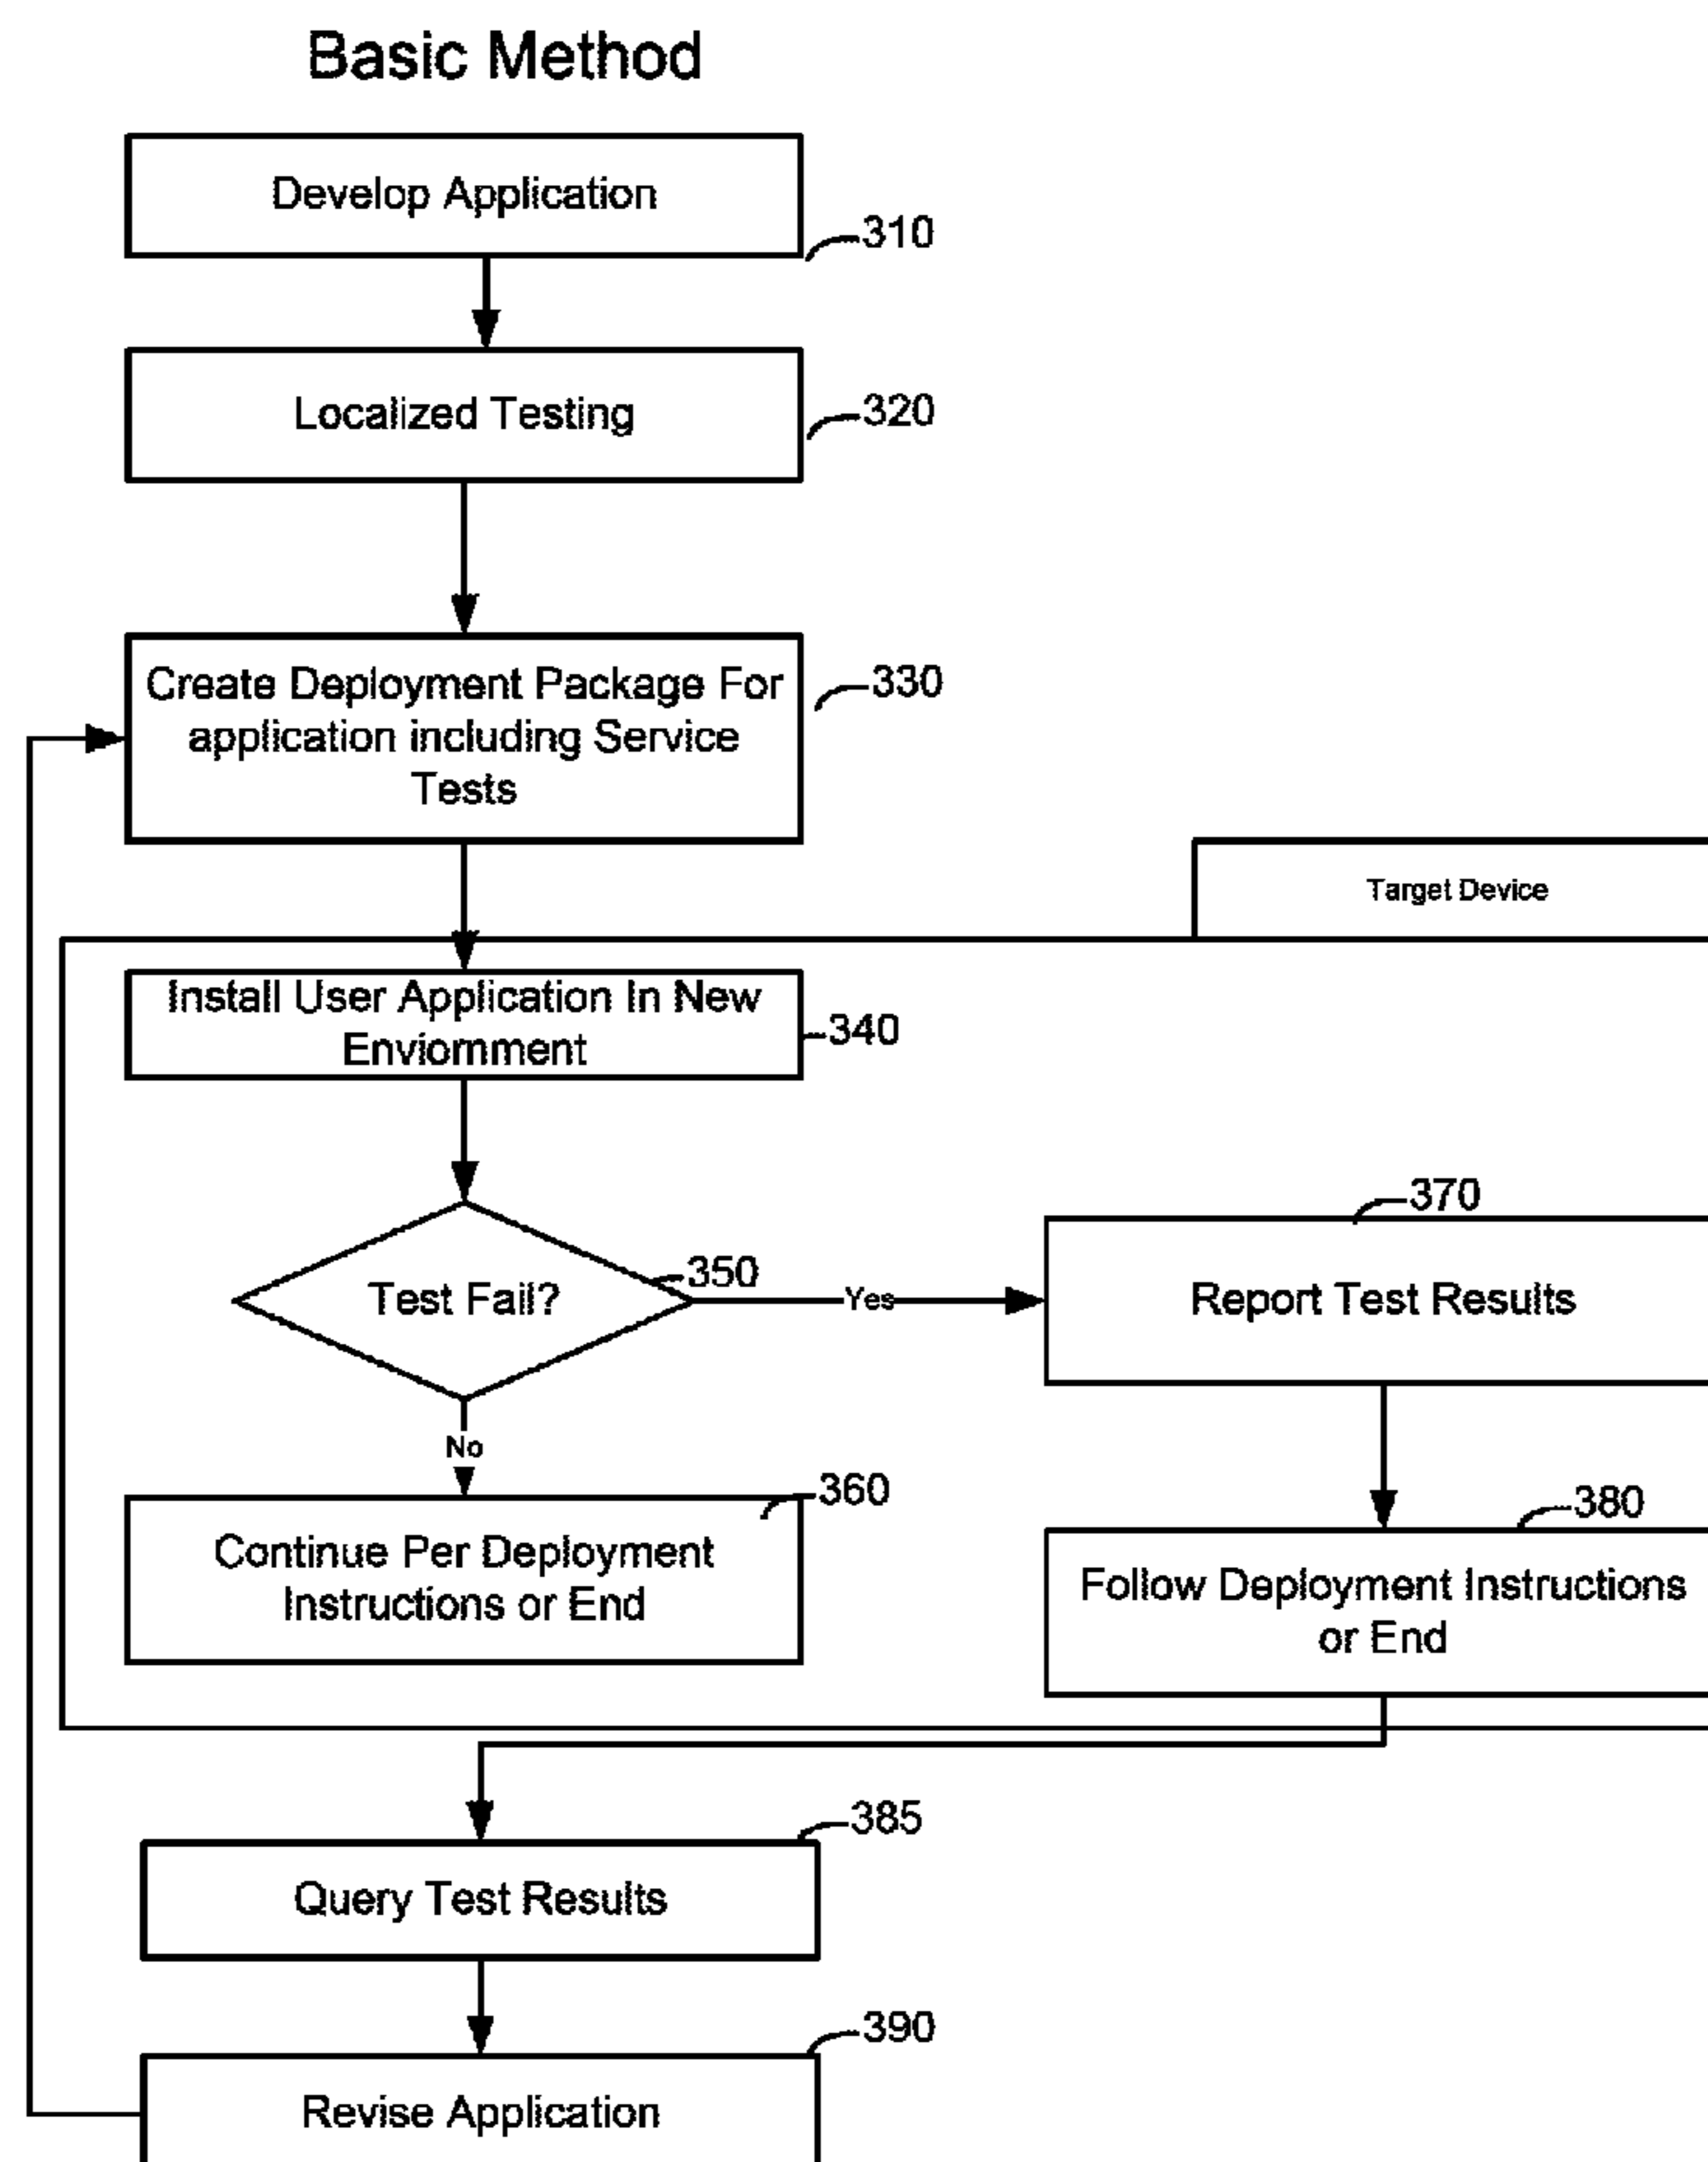 Basic Method
Develop Application
310
Localized Testing
320
Create Deployment Package For
application including Service
Tests
330
Target Device
Install User Application In New
Enviornment
340
Test Fail?
350
Yes
370
Report Test Results
No
360
Continue Per Deployment
Instructions or End
380
Follow Deployment Instructions
or End
385
Query Test Results
390
Revise Application